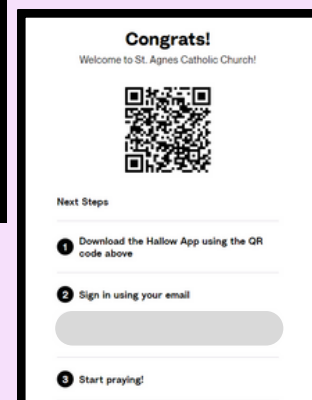 Congrats!
Welcome to St. Agnes Catholic Church!
Next Steps
1 Download the Hallow App using the QR
code above
2 Sign in using your email
3 Start praying!